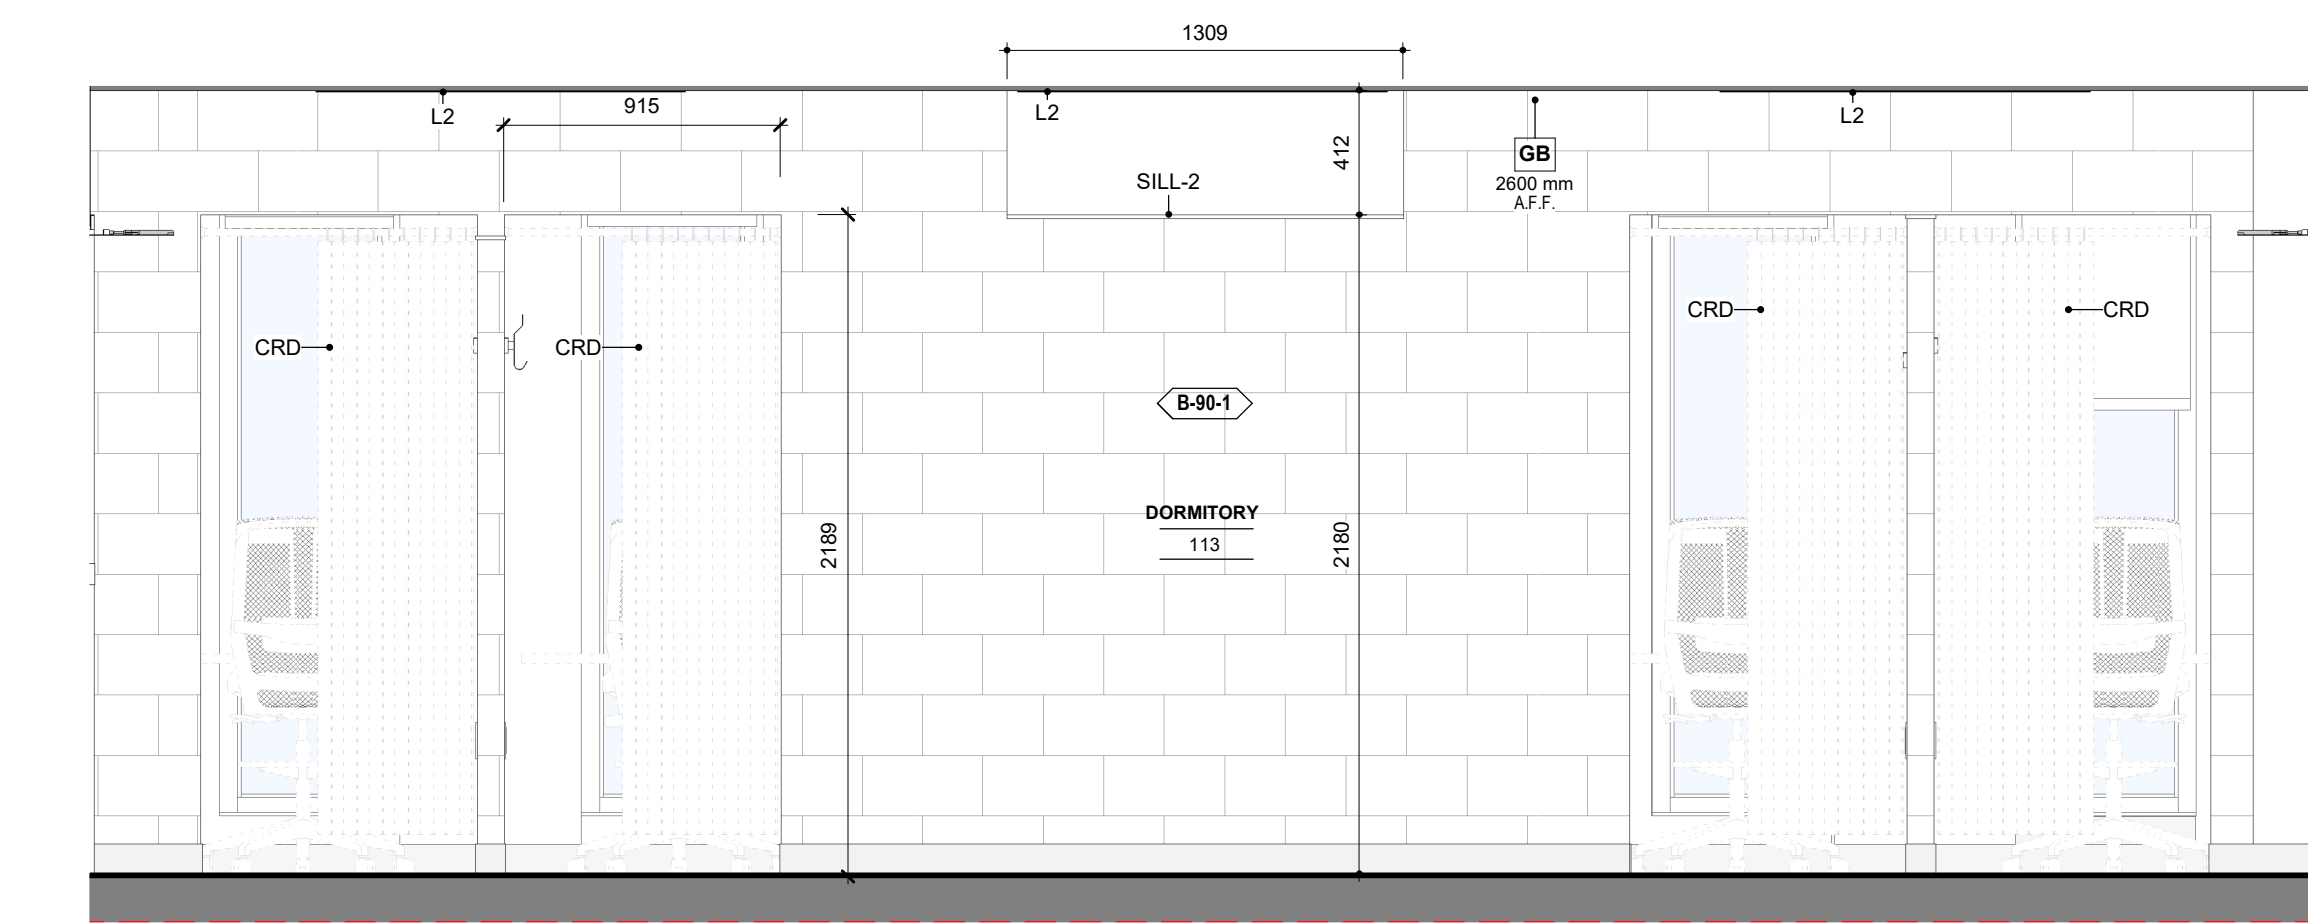 1309
L2
915
L2
L2
412
GB
2600 mm
A.F.F.
SILL-2
CRD
CRD
CRD
CRD
B-90-1
DORMITORY
113
2189
2180